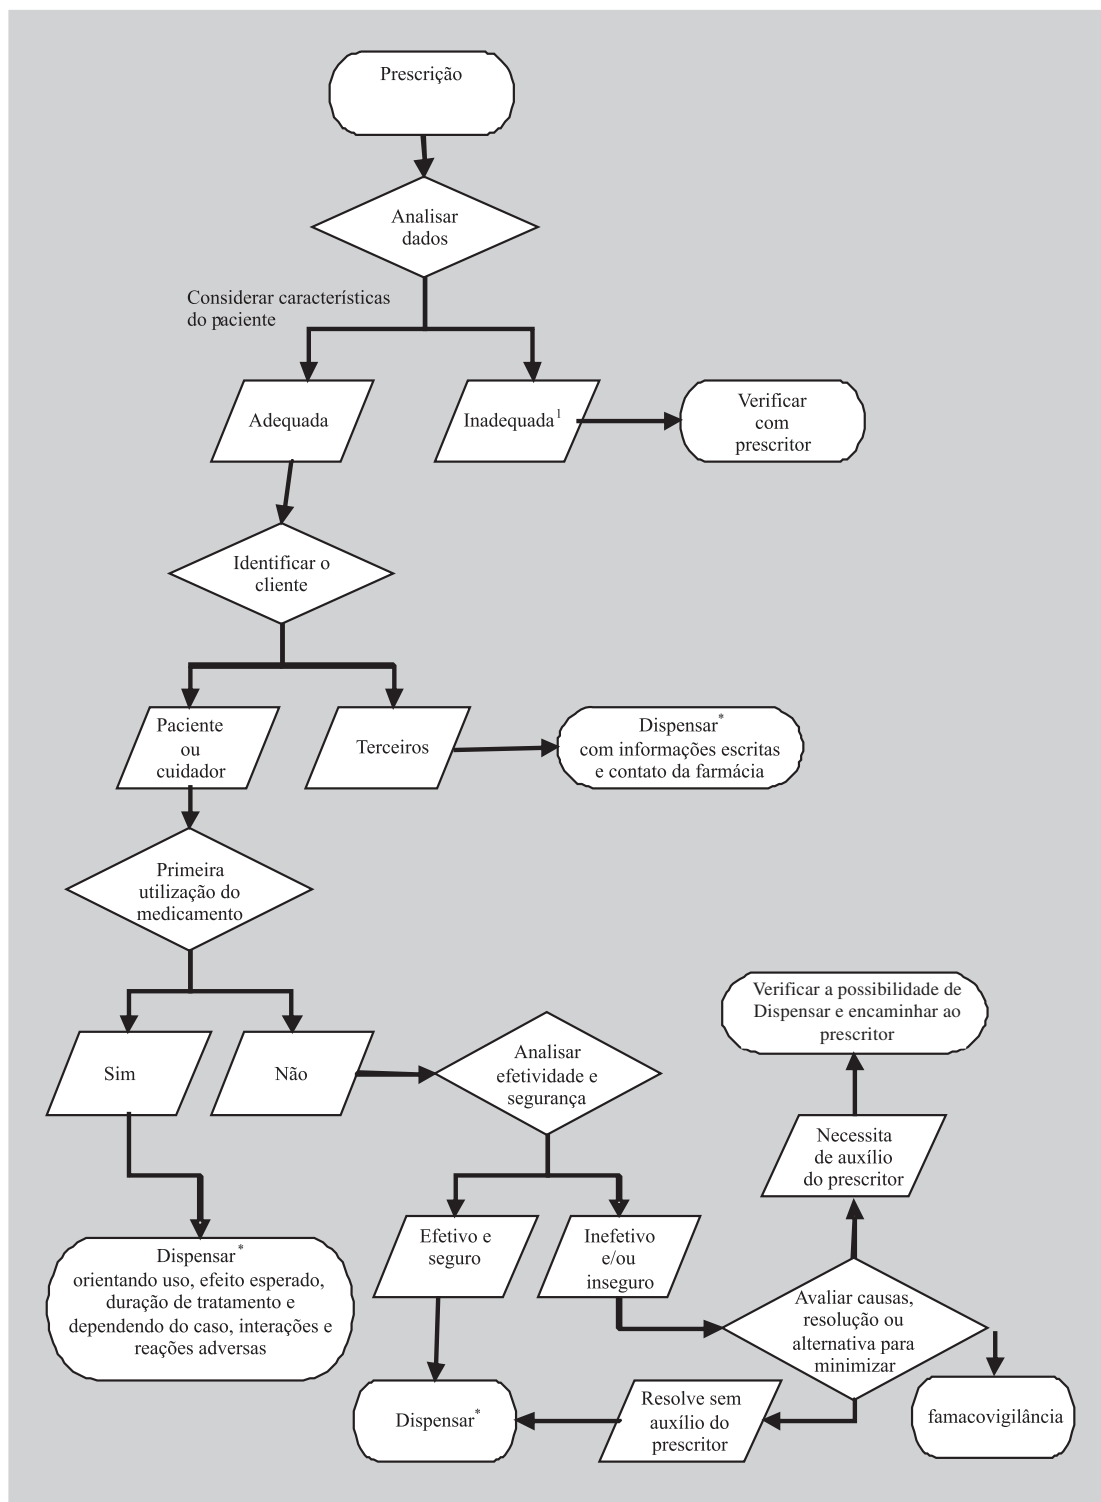 Prescrição
Analisar
dados
Considerar características
do paciente
Adequada
Inadequada¹
Verificar
com
prescritor
Identificar o
cliente
Paciente
ou
cuidador
Terceiros
Dispensar*
com informações escritas
e contato da farmácia
Primeira
utilização do
medicamento
Sim
Não
Analisar
efetividade e
segurança
Verificar a possibilidade de
Dispensar e encaminhar ao
prescritor
Necessita
de auxílio
do prescritor
Efetivo e
seguro
Inefetivo
e/ou
inseguro
Dispensar*
orientando uso, efeito esperado,
duração de tratamento e
dependendo do caso, interações e
reações adversas
Avaliar causas,
resolução ou
alternativa para
minimizar
Dispensar*
Resolve sem
auxílio do
prescritor
famacovigilância